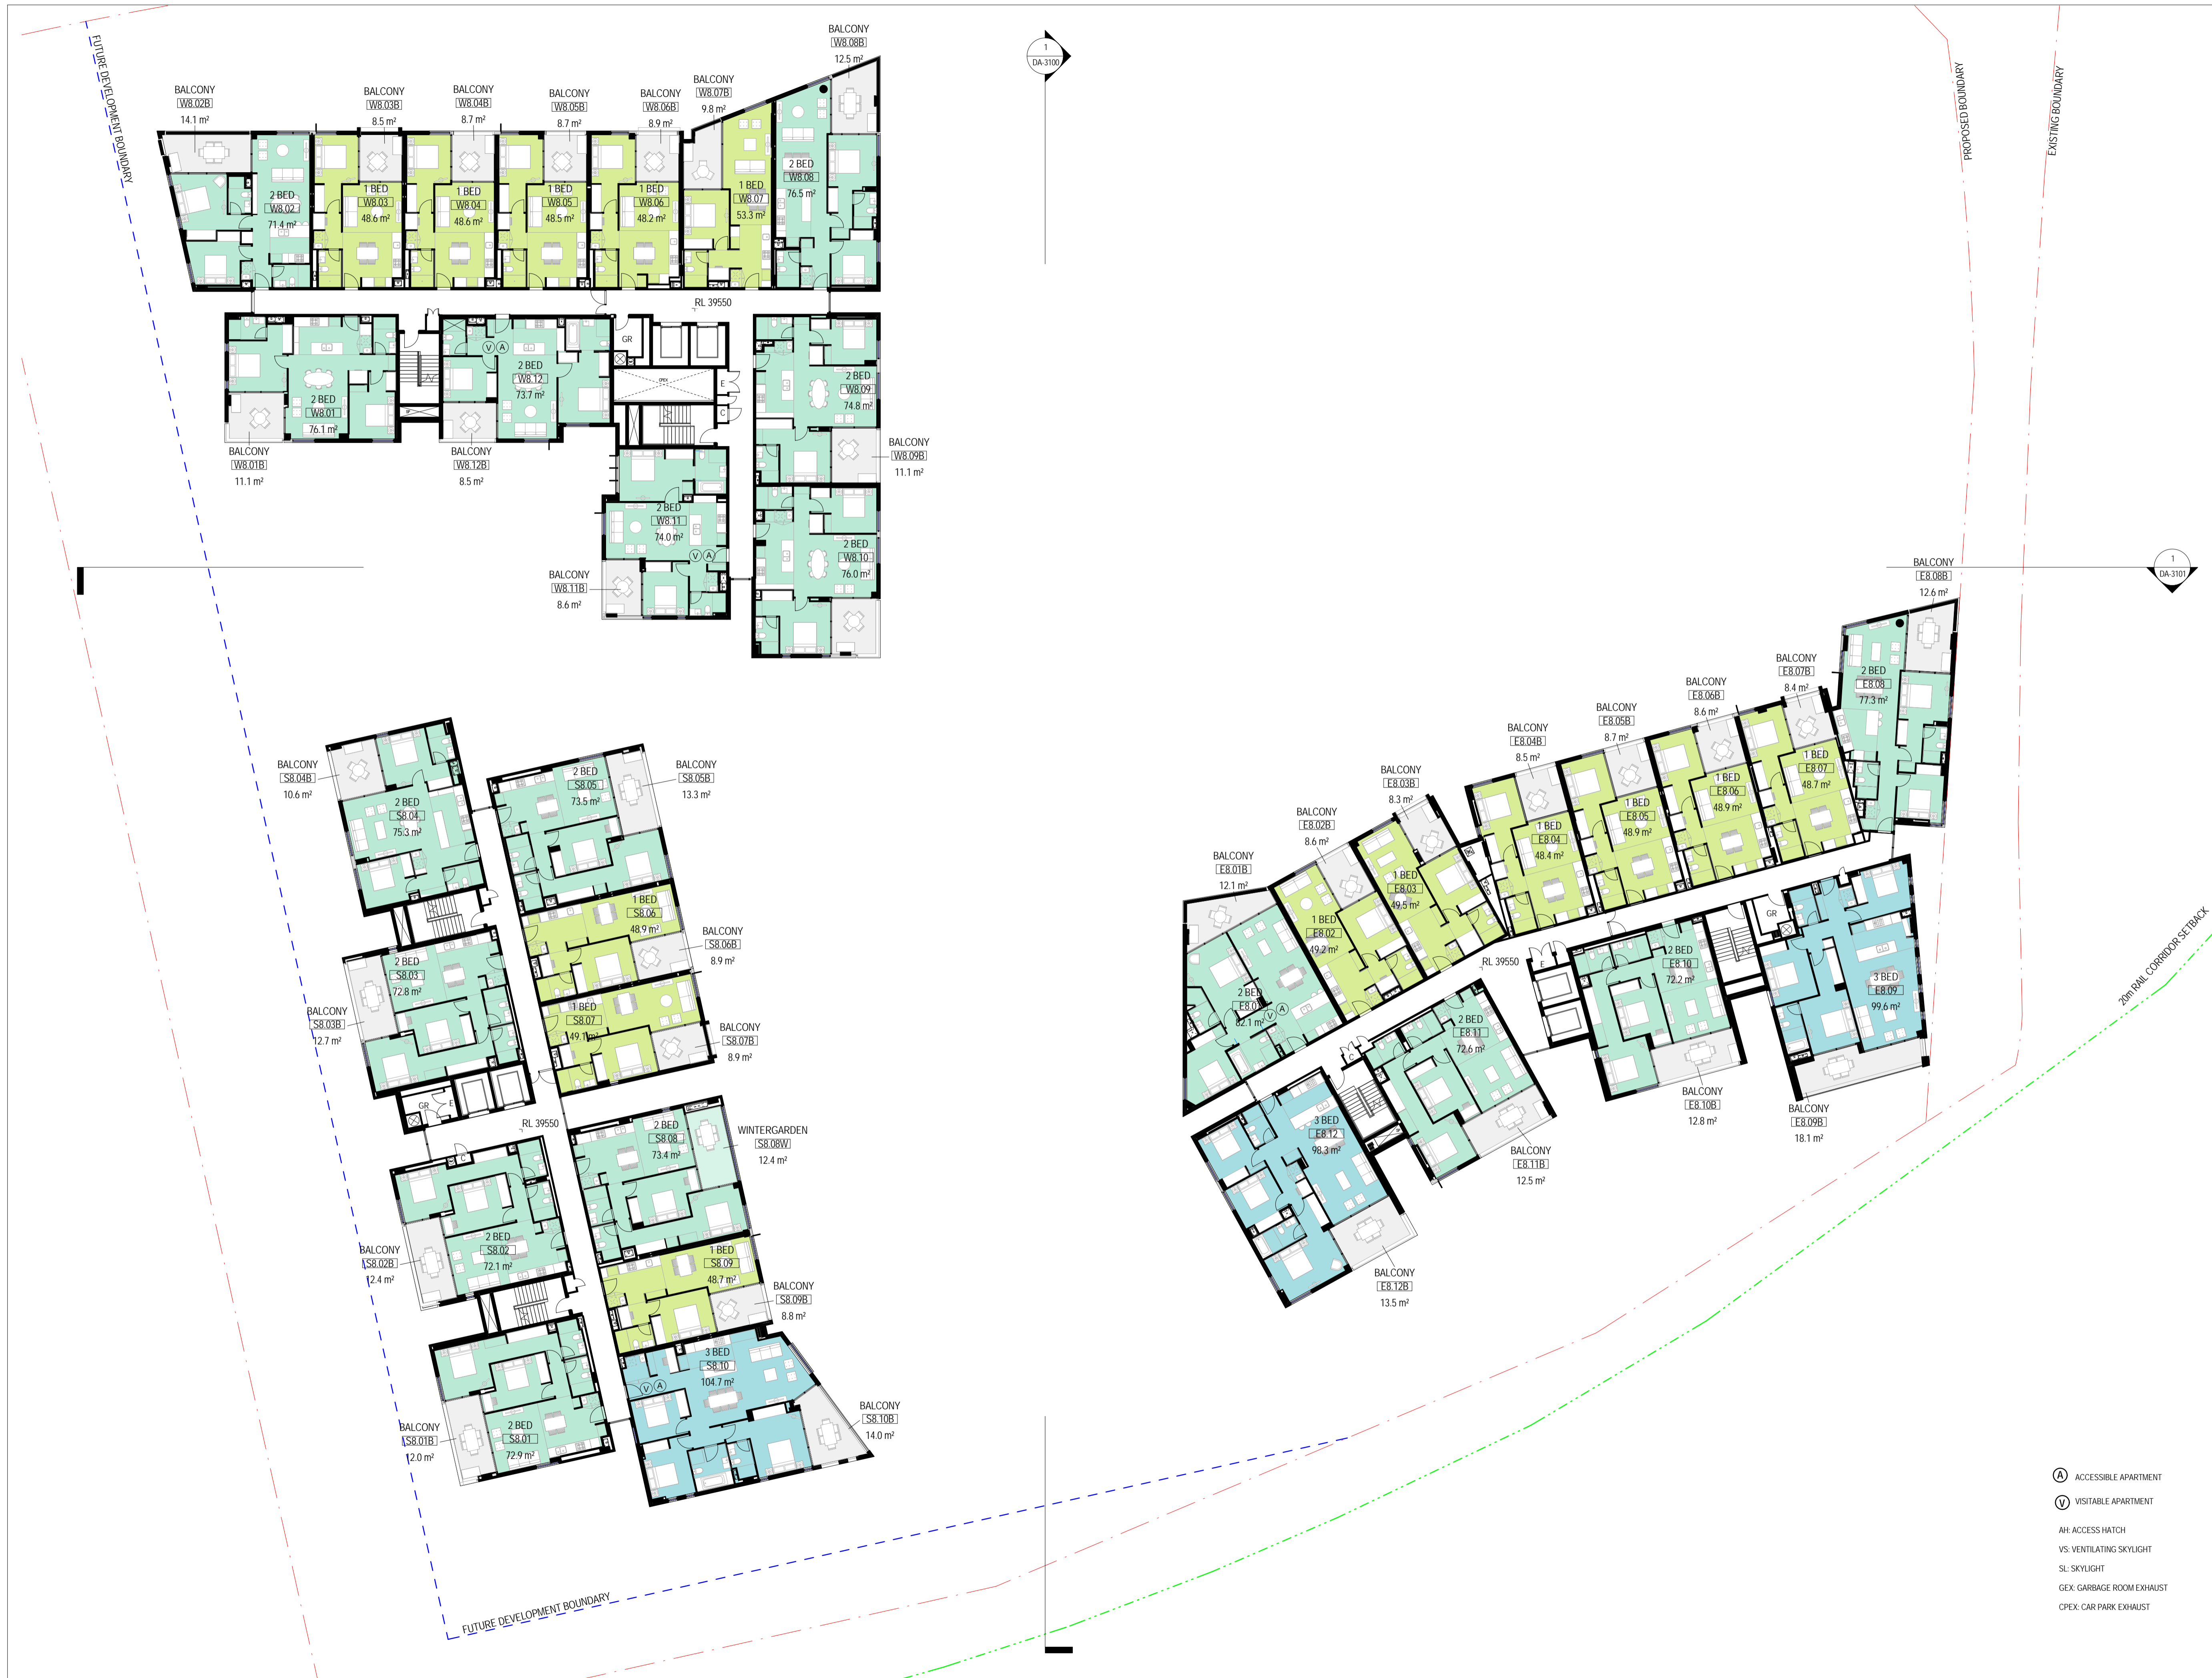 FUTURE DEVELOPMENT BOUNDARY
BALCONY
W8.02B
14.1 m²
BALCONY
W8.03B
8.5 m²
BALCONY
W8.04B
8.7 m²
BALCONY
W8.05B
8.7 m²
BALCONY
W8.06B
8.9 m²
BALCONY
W8.07B
9.8 m²
BALCONY
W8.08B
12.5 m²
1
DA-3100
PROPOSED BOUNDARY
EXISTING BOUNDARY
2 BED
W8.02
71.4 m²
1 BED
W8.03
48.6 m²
1 BED
W8.04
48.6 m²
1 BED
W8.05
48.5 m²
1 BED
W8.06
48.2 m²
1 BED
W8.07
53.3 m²
2 BED
W8.08
76.5 m²
RL 39550
GR
CPEX
E
C
V A
2 BED
W8.01
76.1 m²
2 BED
W8.12
73.7 m²
2 BED
W8.09
74.8 m²
BALCONY
W8.01B
11.1 m²
BALCONY
W8.12B
8.5 m²
BALCONY
W8.09B
11.1 m²
2 BED
W8.11
74.0 m²
V A
2 BED
W8.10
76.0 m²
BALCONY
W8.11B
8.6 m²
1
DA-3101
BALCONY
E8.08B
12.6 m²
BALCONY
E8.07B
8.4 m²
BALCONY
E8.06B
8.6 m²
BALCONY
E8.05B
8.7 m²
BALCONY
E8.04B
8.5 m²
BALCONY
E8.03B
8.3 m²
BALCONY
E8.02B
8.6 m²
BALCONY
E8.01B
12.1 m²
2 BED
E8.08
77.3 m²
1 BED
E8.07
48.7 m²
1 BED
E8.06
48.9 m²
1 BED
E8.05
48.9 m²
1 BED
E8.04
48.4 m²
1 BED
E8.03
49.5 m²
1 BED
E8.02
49.2 m²
2 BED
E8.01
82.1 m²
V A
RL 39550
E
C
GR
2 BED
E8.11
72.6 m²
2 BED
E8.10
72.2 m²
3 BED
E8.09
99.6 m²
3 BED
E8.12
98.3 m²
BALCONY
E8.10B
12.8 m²
BALCONY
E8.09B
18.1 m²
BALCONY
E8.11B
12.5 m²
BALCONY
E8.12B
13.5 m²
20m RAIL CORRIDOR SETBACK
BALCONY
S8.04B
10.6 m²
2 BED
S8.04
75.3 m²
2 BED
S8.05
73.5 m²
BALCONY
S8.05B
13.3 m²
1 BED
S8.06
48.9 m²
BALCONY
S8.06B
8.9 m²
2 BED
S8.03
72.8 m²
BALCONY
S8.03B
12.7 m²
1 BED
S8.07
49.1 m²
BALCONY
S8.07B
8.9 m²
GR
E
RL 39550
C
2 BED
S8.08
73.4 m²
WINTERGARDEN
S8.08W
12.4 m²
2 BED
S8.02
72.1 m²
BALCONY
S8.02B
12.4 m²
1 BED
S8.09
48.7 m²
BALCONY
S8.09B
8.8 m²
3 BED
S8.10
104.7 m²
V A
BALCONY
S8.10B
14.0 m²
2 BED
S8.01
72.9 m²
BALCONY
S8.01B
12.0 m²
FUTURE DEVELOPMENT BOUNDARY
A ACCESSIBLE APARTMENT
V VISITABLE APARTMENT
AH: ACCESS HATCH
VS: VENTILATING SKYLIGHT
SL: SKYLIGHT
GEX: GARBAGE ROOM EXHAUST
CPEX: CAR PARK EXHAUST